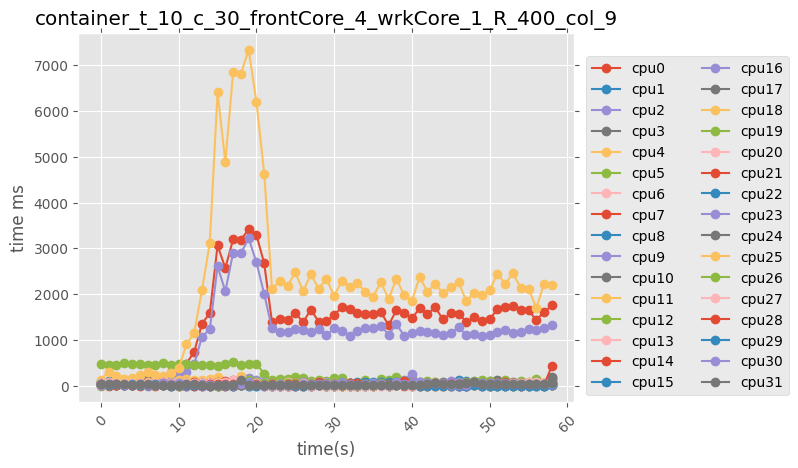 container_t_10_c_30_frontCore_4_wrkCore_1_R_400_col_9
time ms
7000
6000
5000
4000
3000
2000
1000
0
0
10
20
30
40
50
60
time(s)
cpu0
cpu1
cpu2
cpu3
cpu4
cpu5
cpu6
cpu7
cpu8
cpu9
cpu10
cpu11
cpu12
cpu13
cpu14
cpu15
cpu16
cpu17
cpu18
cpu19
cpu20
cpu21
cpu22
cpu23
cpu24
cpu25
cpu26
cpu27
cpu28
cpu29
cpu30
cpu31